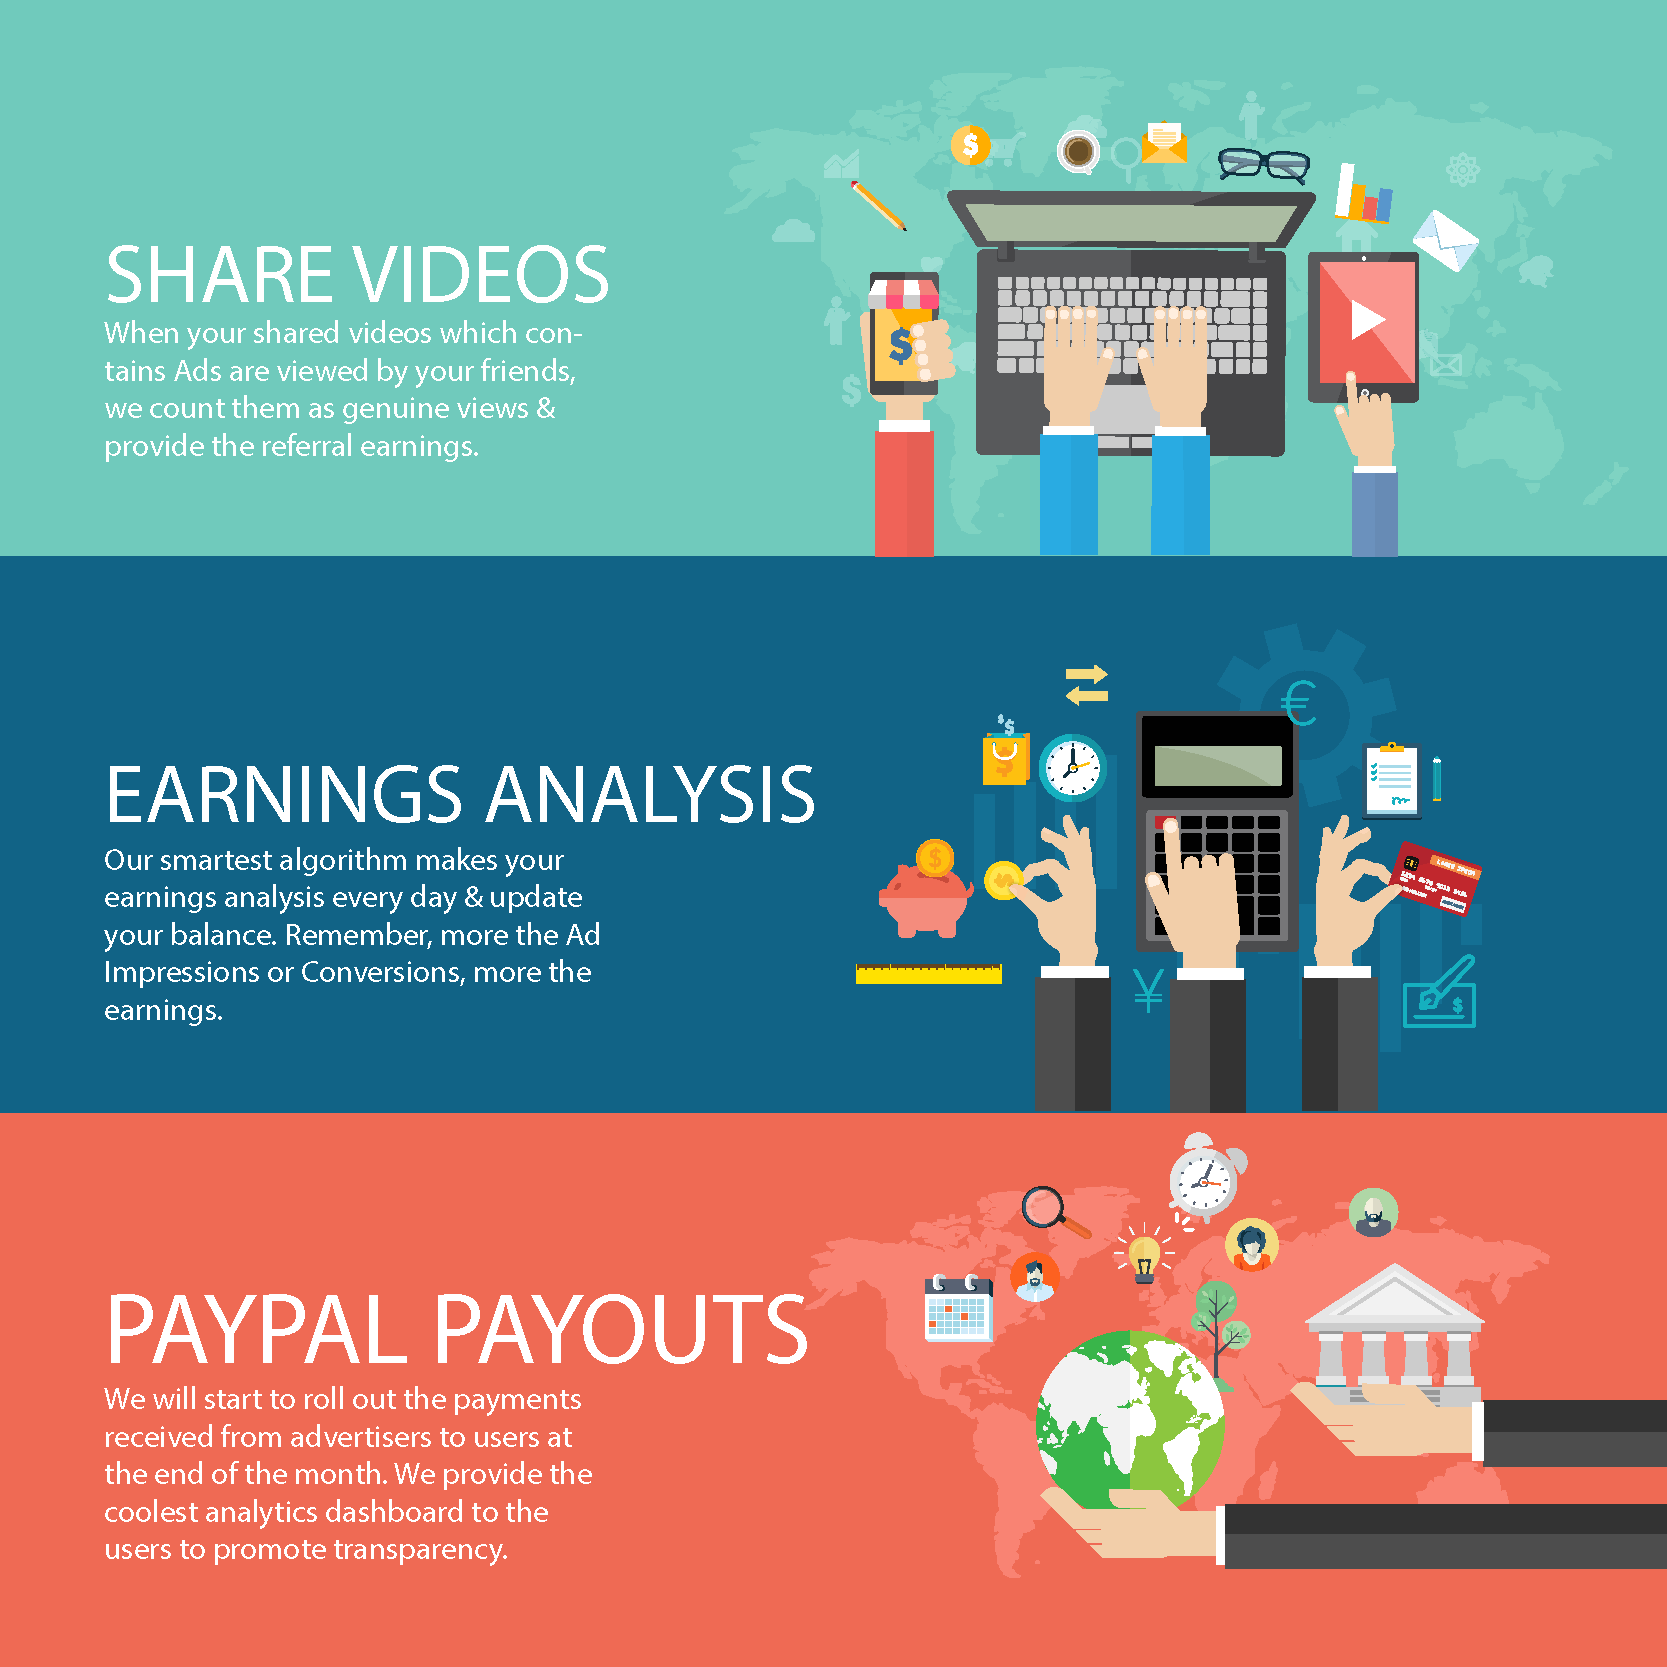 SHARE VIDEOS
When your shared videos which con-
tains Ads are viewed by your friends,
we count them as genuine views &
provide the referral earnings.
$
$
$
EARNINGS ANALYSIS
Our smartest algorithm makes your
earnings analysis every day & update
your balance. Remember, more the Ad
Impressions or Conversions, more the
earnings.
€
$
$
$
$
¥
$
PAYPAL PAYOUTS
We will start to roll out the payments
received from advertisers to users at
the end of the month. We provide the
coolest analytics dashboard to the
users to promote transparency.